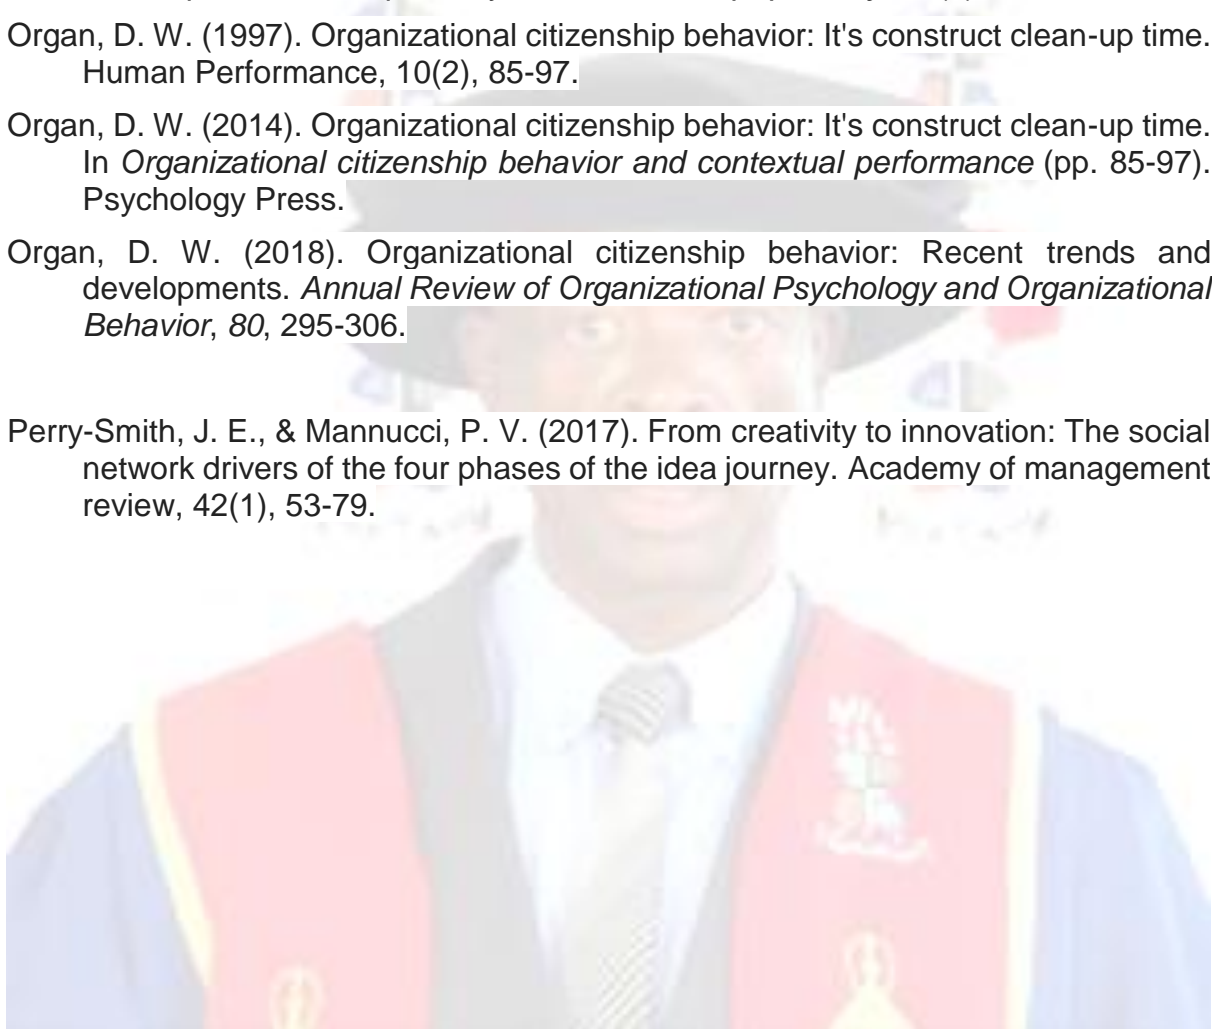 Organ, D. W. (1997). Organizational citizenship behavior: It's construct clean-up time.
Human Performance, 10(2), 85-97.
Organ, D. W. (2014). Organizational citizenship behavior: It's construct clean-up time.
In Organizational citizenship behavior and contextual performance (pp. 85-97).
Psychology Press.
Organ, D. W. (2018). Organizational citizenship behavior: Recent trends and
developments. Annual Review of Organizational Psychology and Organizational
Behavior, 80, 295-306.
Perry-Smith, J. E., & Mannucci, P. V. (2017). From creativity to innovation: The social
network drivers of the four phases of the idea journey. Academy of management
review, 42(1), 53-79.